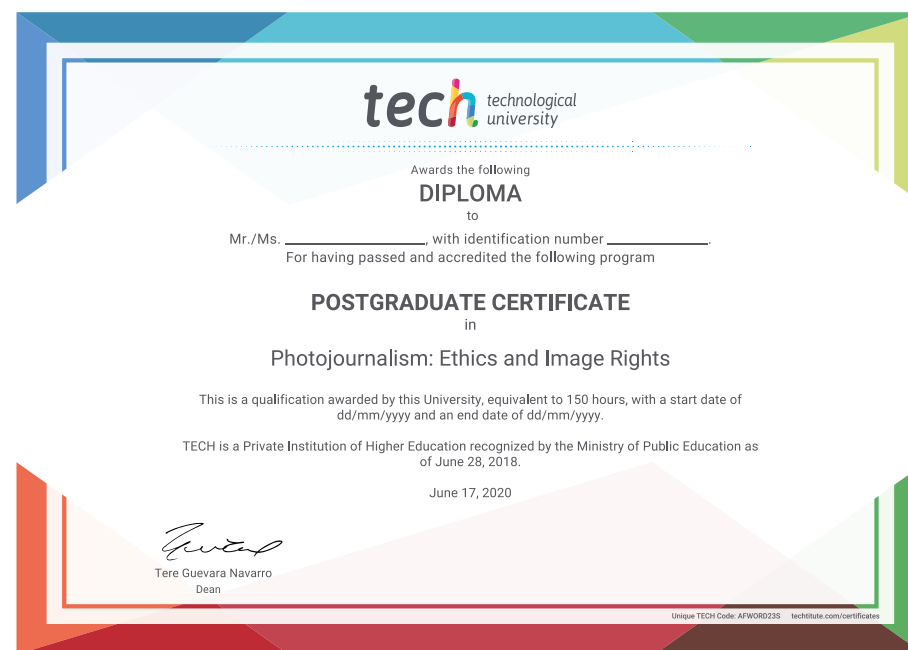 tech technological
university
Awards the following
DIPLOMA
to
Mr./Ms. ____________, with identification number ____________.
For having passed and accredited the following program
POSTGRADUATE CERTIFICATE
in
Photojournalism: Ethics and Image Rights
This is a qualification awarded by this University, equivalent to 150 hours, with a start date of
dd/mm/yyyy and an end date of dd/mm/yyyy.
TECH is a Private Institution of Higher Education recognized by the Ministry of Public Education as
of June 28, 2018.
June 17, 2020
Tere Guevara Navarro
Dean
Unique TECH Code: AFWORD23S techtitute.com/certificates